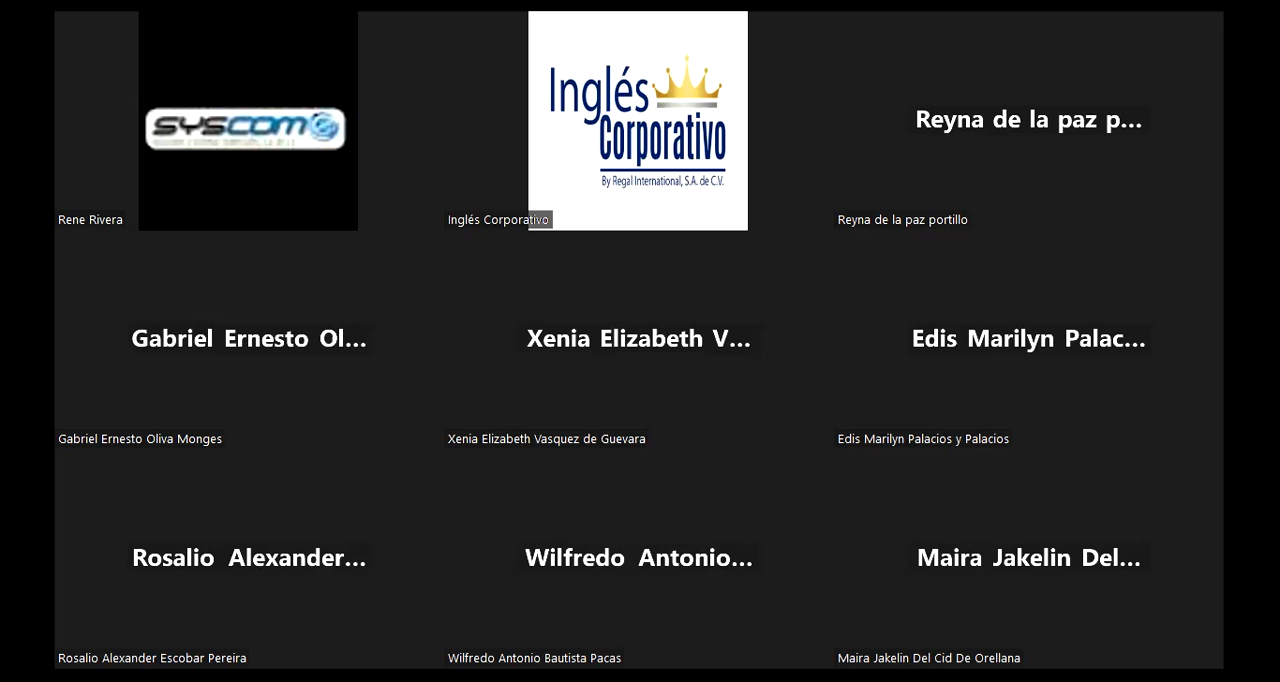 SYSCOM
Rene Rivera
Inglés
Corporativo
By Regal International, S.A. de C.V.
Inglés Corporativo
Reyna de la paz p...
Reyna de la paz portillo
Gabriel Ernesto Ol...
Gabriel Ernesto Oliva Monges
Xenia Elizabeth V...
Xenia Elizabeth Vasquez de Guevara
Edis Marilyn Palac...
Edis Marilyn Palacios y Palacios
Rosalio Alexander...
Rosalio Alexander Escobar Pereira
Wilfredo Antonio...
Wilfredo Antonio Bautista Pacas
Maira Jakelin Del...
Maira Jakelin Del Cid De Orellana